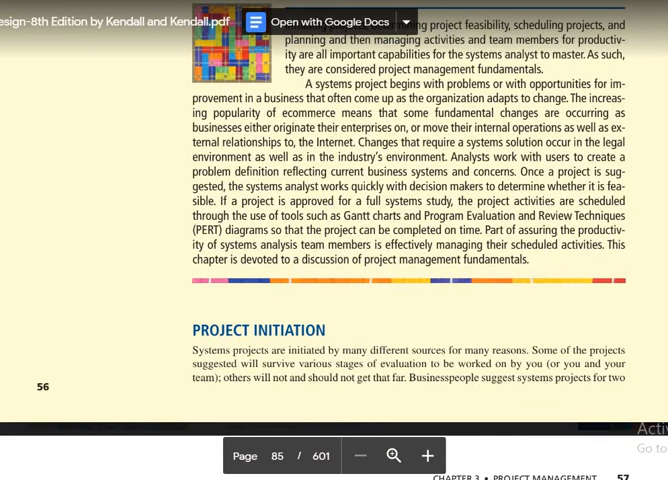 esign-8th Edition by Kendall and Kendall.pdf
Open with Google Docs
ning project feasibility, scheduling projects, and
planning and then managing activities and team members for productiv-
ity are all important capabilities for the systems analyst to master. As such,
they are considered project management fundamentals.
A systems project begins with problems or with opportunities for im-
provement in a business that often come up as the organization adapts to change. The increas-
ing popularity of ecommerce means that some fundamental changes are occurring as
businesses either originate their enterprises on, or move their internal operations as well as ex-
ternal relationships to, the Internet. Changes that require a systems solution occur in the legal
environment as well as in the industry's environment. Analysts work with users to create a
problem definition reflecting current business systems and concerns. Once a project is sug-
gested, the systems analyst works quickly with decision makers to determine whether it is fea-
sible. If a project is approved for a full systems study, the project activities are scheduled
through the use of tools such as Gantt charts and Program Evaluation and Review Techniques
(PERT) diagrams so that the project can be completed on time. Part of assuring the productiv-
ity of systems analysis team members is effectively managing their scheduled activities. This
chapter is devoted to a discussion of project management fundamentals.
PROJECT INITIATION
Systems projects are initiated by many different sources for many reasons. Some of the projects
suggested will survive various stages of evaluation to be worked on by you (or you and your
team); others will not and should not get that far. Businesspeople suggest systems projects for two
56
Activ
Go to
Page 85 / 601
CHAPTER 3 • PROJECT MANAGEMENT 57